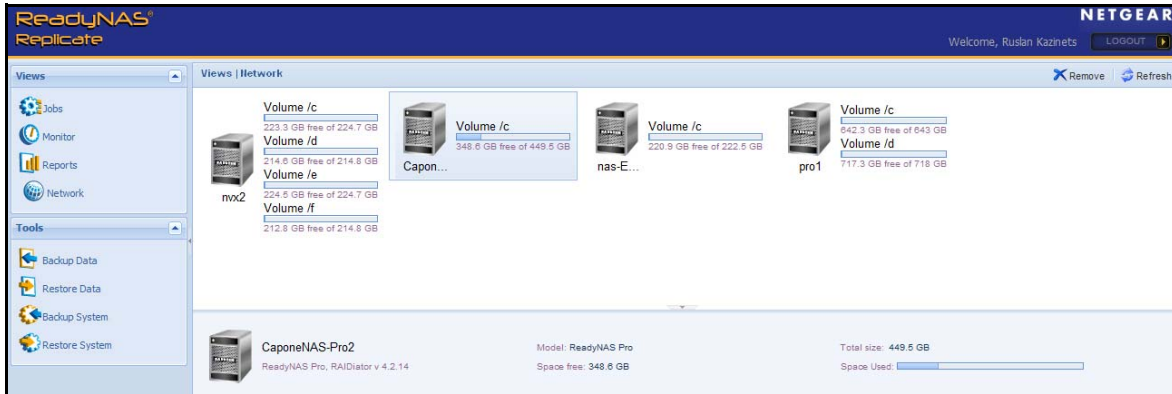 ReadyNAS®
Replicate
NETGEAR
Welcome, Ruslan Kazinets
LOGOUT
Views
Jobs
Monitor
Reports
Network
Tools
Backup Data
Restore Data
Backup System
Restore System
Views | Network
Remove
Refresh
nvx2
Volume /c
223.3 GB free of 224.7 GB
Volume /d
214.6 GB free of 214.8 GB
Volume /e
224.5 GB free of 224.7 GB
Volume /f
212.8 GB free of 214.8 GB
Capon...
Volume /c
348.6 GB free of 449.5 GB
nas-E...
Volume /c
220.9 GB free of 222.5 GB
pro1
Volume /c
642.3 GB free of 643 GB
Volume /d
717.3 GB free of 718 GB
CaponeNAS-Pro2
ReadyNAS Pro, RAIDiator v 4.2.14
Model: ReadyNAS Pro
Space free: 348.6 GB
Total size: 449.5 GB
Space Used: